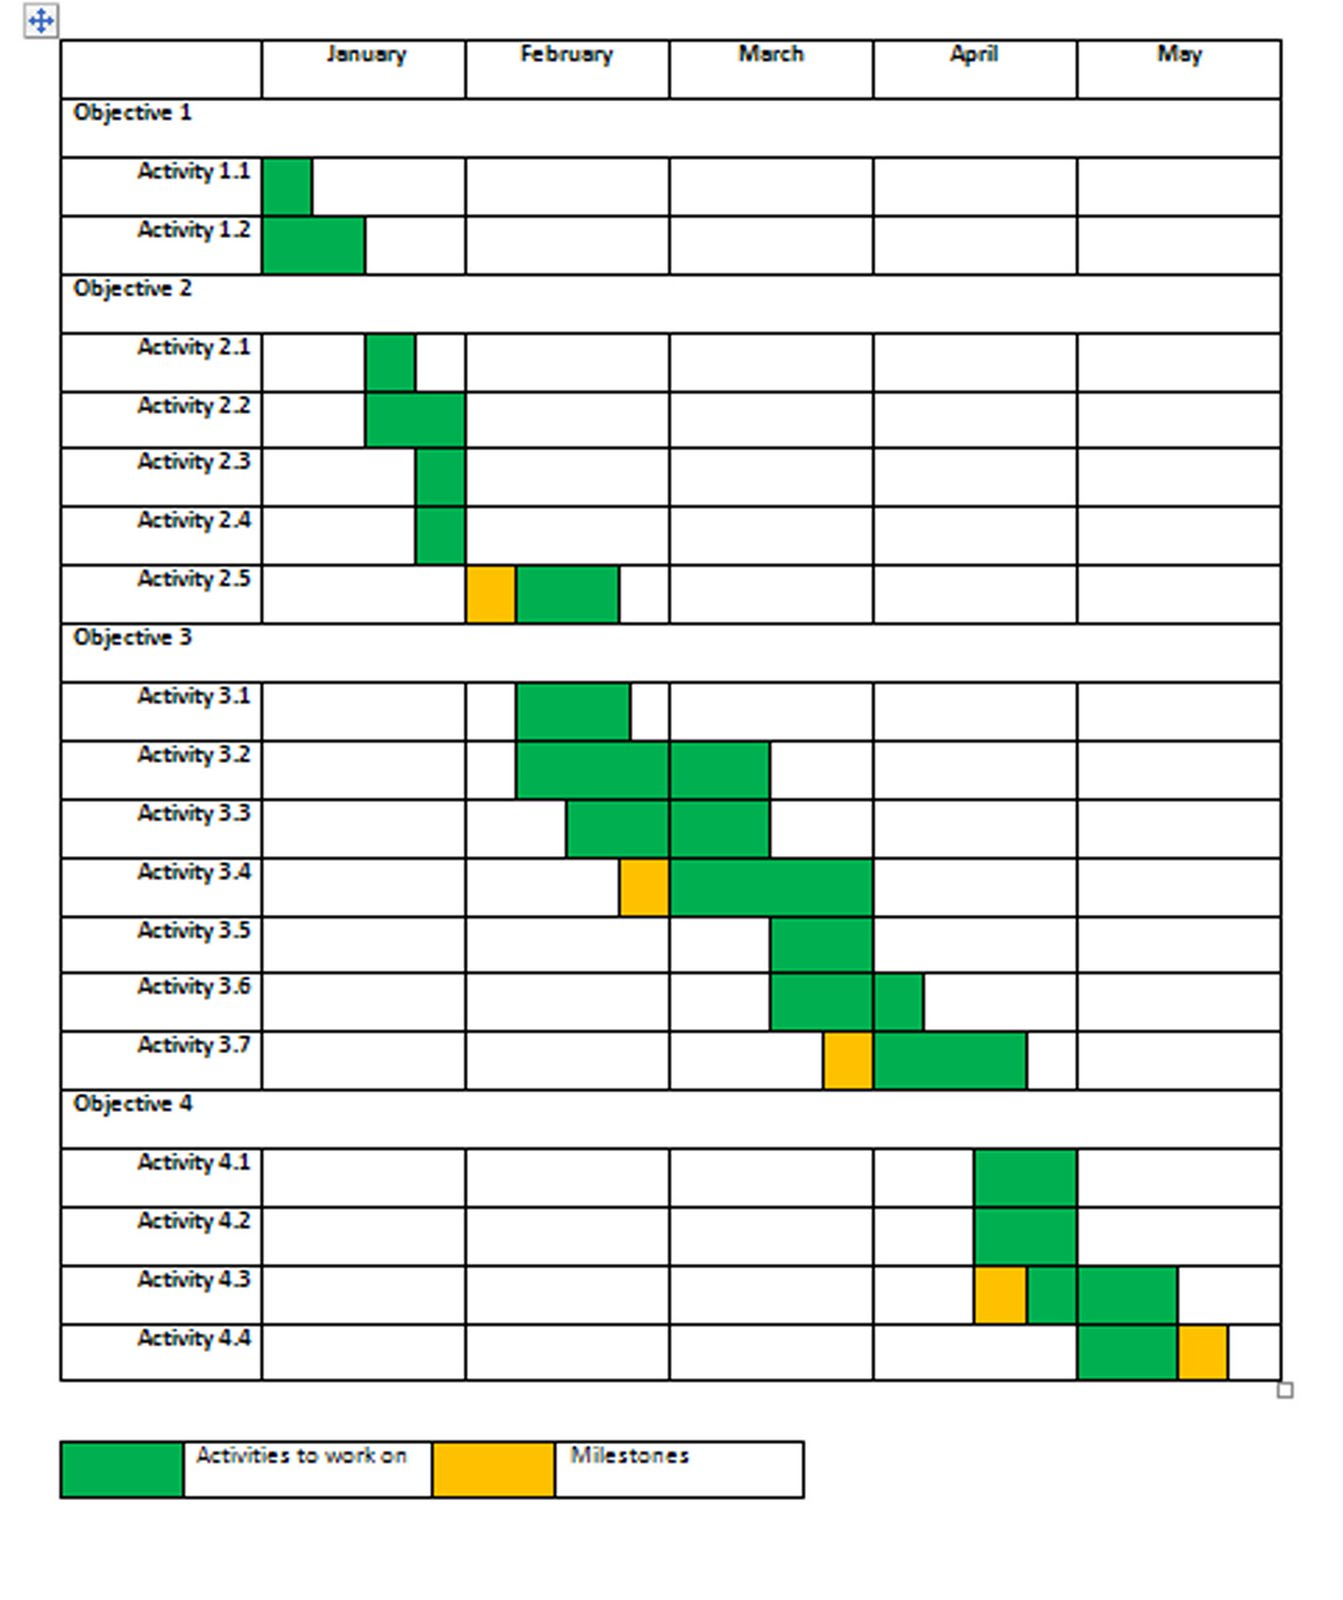 January February March April May
Objective 1
Activity 1.1
Activity 1.2
Objective 2
Activity 2.1
Activity 2.2
Activity 2.3
Activity 2.4
Activity 2.5
Objective 3
Activity 3.1
Activity 3.2
Activity 3.3
Activity 3.4
Activity 3.5
Activity 3.6
Activity 3.7
Objective 4
Activity 4.1
Activity 4.2
Activity 4.3
Activity 4.4
Activities to work on Milestones